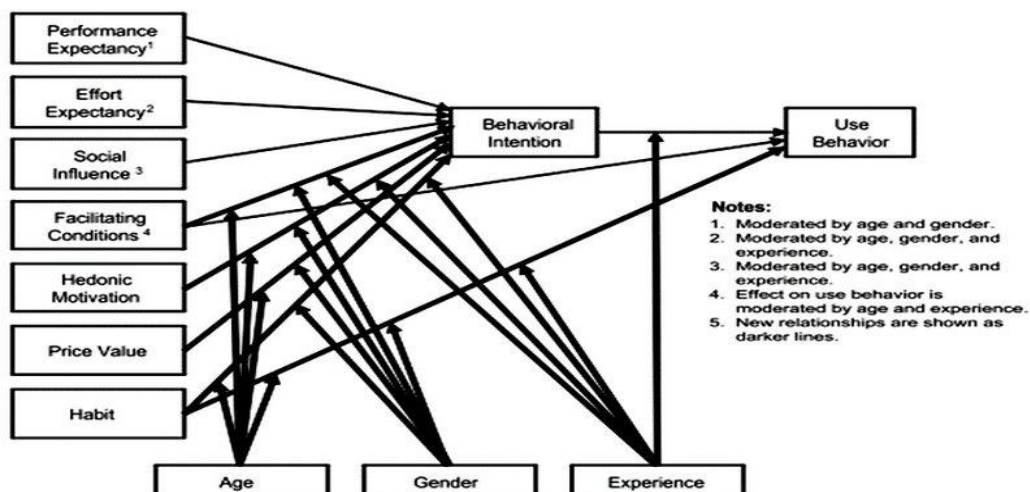 Performance
Expectancy¹
Effort
Expectancy²
Social
Influence ³
Facilitating
Conditions ⁴
Hedonic
Motivation
Price Value
Habit
Behavioral
Intention
Use
Behavior
Notes:
1. Moderated by age and gender.
2. Moderated by age, gender, and
experience.
3. Moderated by age, gender, and
experience.
4. Effect on use behavior is
moderated by age and experience.
5. New relationships are shown as
darker lines.
Age
Gender
Experience